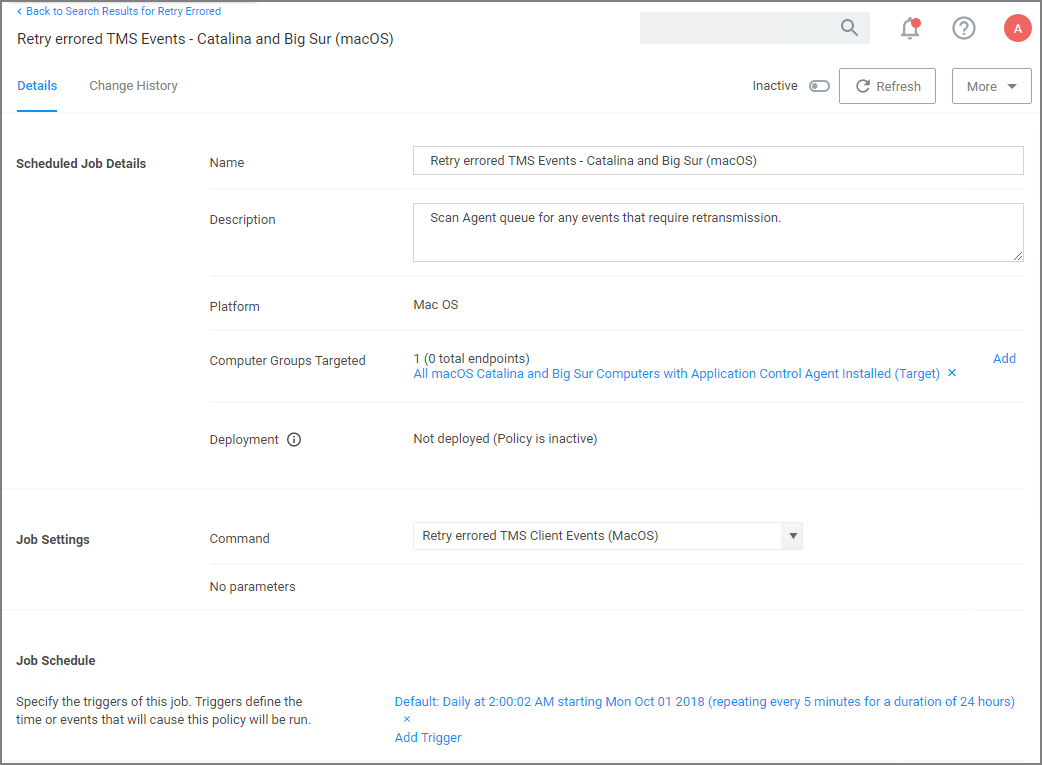 ‹ Back to Search Results for Retry Errored
Retry errored TMS Events - Catalina and Big Sur (macOS)
A
Details
Change History
Inactive
Refresh
More
Scheduled Job Details
Name
Retry errored TMS Events - Catalina and Big Sur (macOS)
Description
Scan Agent queue for any events that require retransmission.
Platform
Mac OS
Computer Groups Targeted
1 (0 total endpoints)
Add
All macOS Catalina and Big Sur Computers with Application Control Agent Installed (Target) ×
Deployment
Not deployed (Policy is inactive)
Job Settings
Command
Retry errored TMS Client Events (MacOS)
No parameters
Job Schedule
Specify the triggers of this job. Triggers define the
time or events that will cause this policy will be run.
Default: Daily at 2:00:02 AM starting Mon Oct 01 2018 (repeating every 5 minutes for a duration of 24 hours)
×
Add Trigger